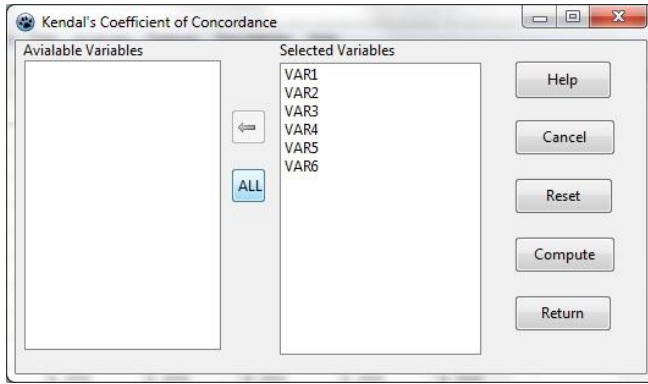 Kendal's Coefficient of Concordance
Avialable Variables
Selected Variables
VAR1
VAR2
VAR3
VAR4
VAR5
VAR6
ALL
Help
Cancel
Reset
Compute
Return